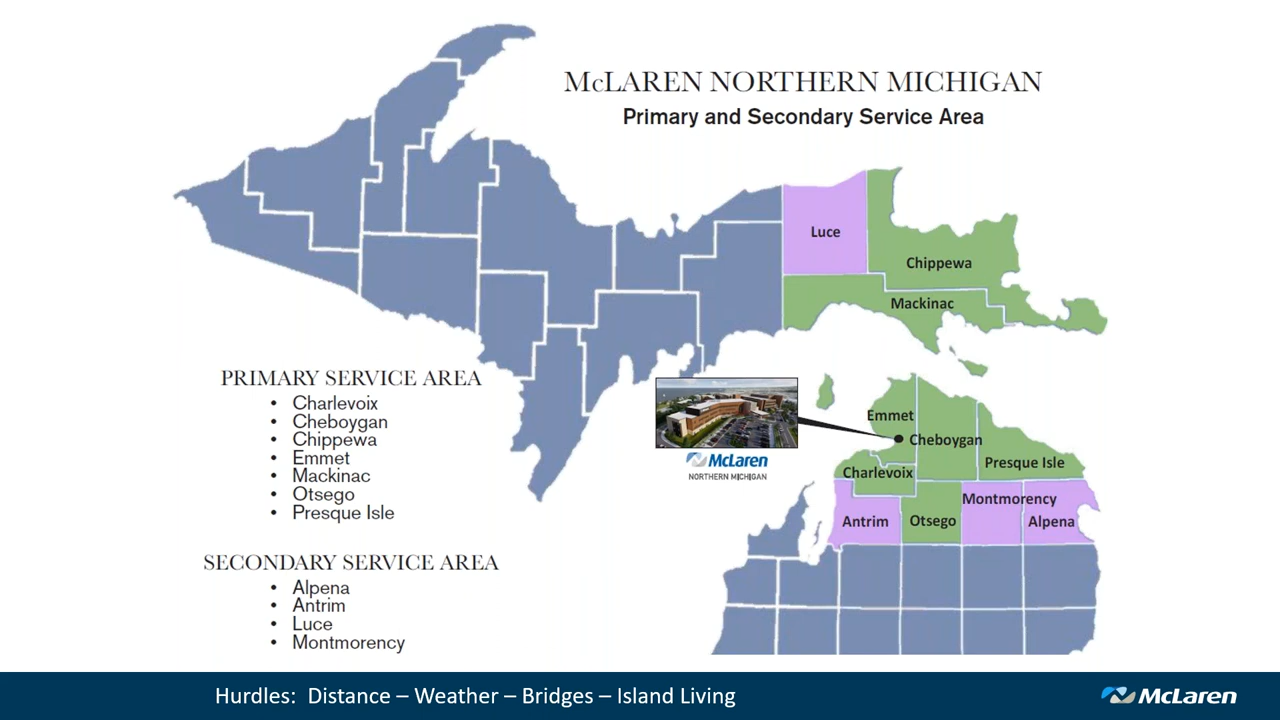 McLAREN NORTHERN MICHIGAN
Primary and Secondary Service Area
Luce
Chippewa
Mackinac
PRIMARY SERVICE AREA
• Charlevoix
• Cheboygan
• Chippewa
• Emmet
• Mackinac
• Otsego
• Presque Isle
McLaren
NORTHERN MICHIGAN
Emmet
Cheboygan
Presque Isle
Charlevoix
Montmorency
Antrim
Otsego
Alpena
SECONDARY SERVICE AREA
• Alpena
• Antrim
• Luce
• Montmorency
Hurdles: Distance – Weather – Bridges – Island Living
McLaren